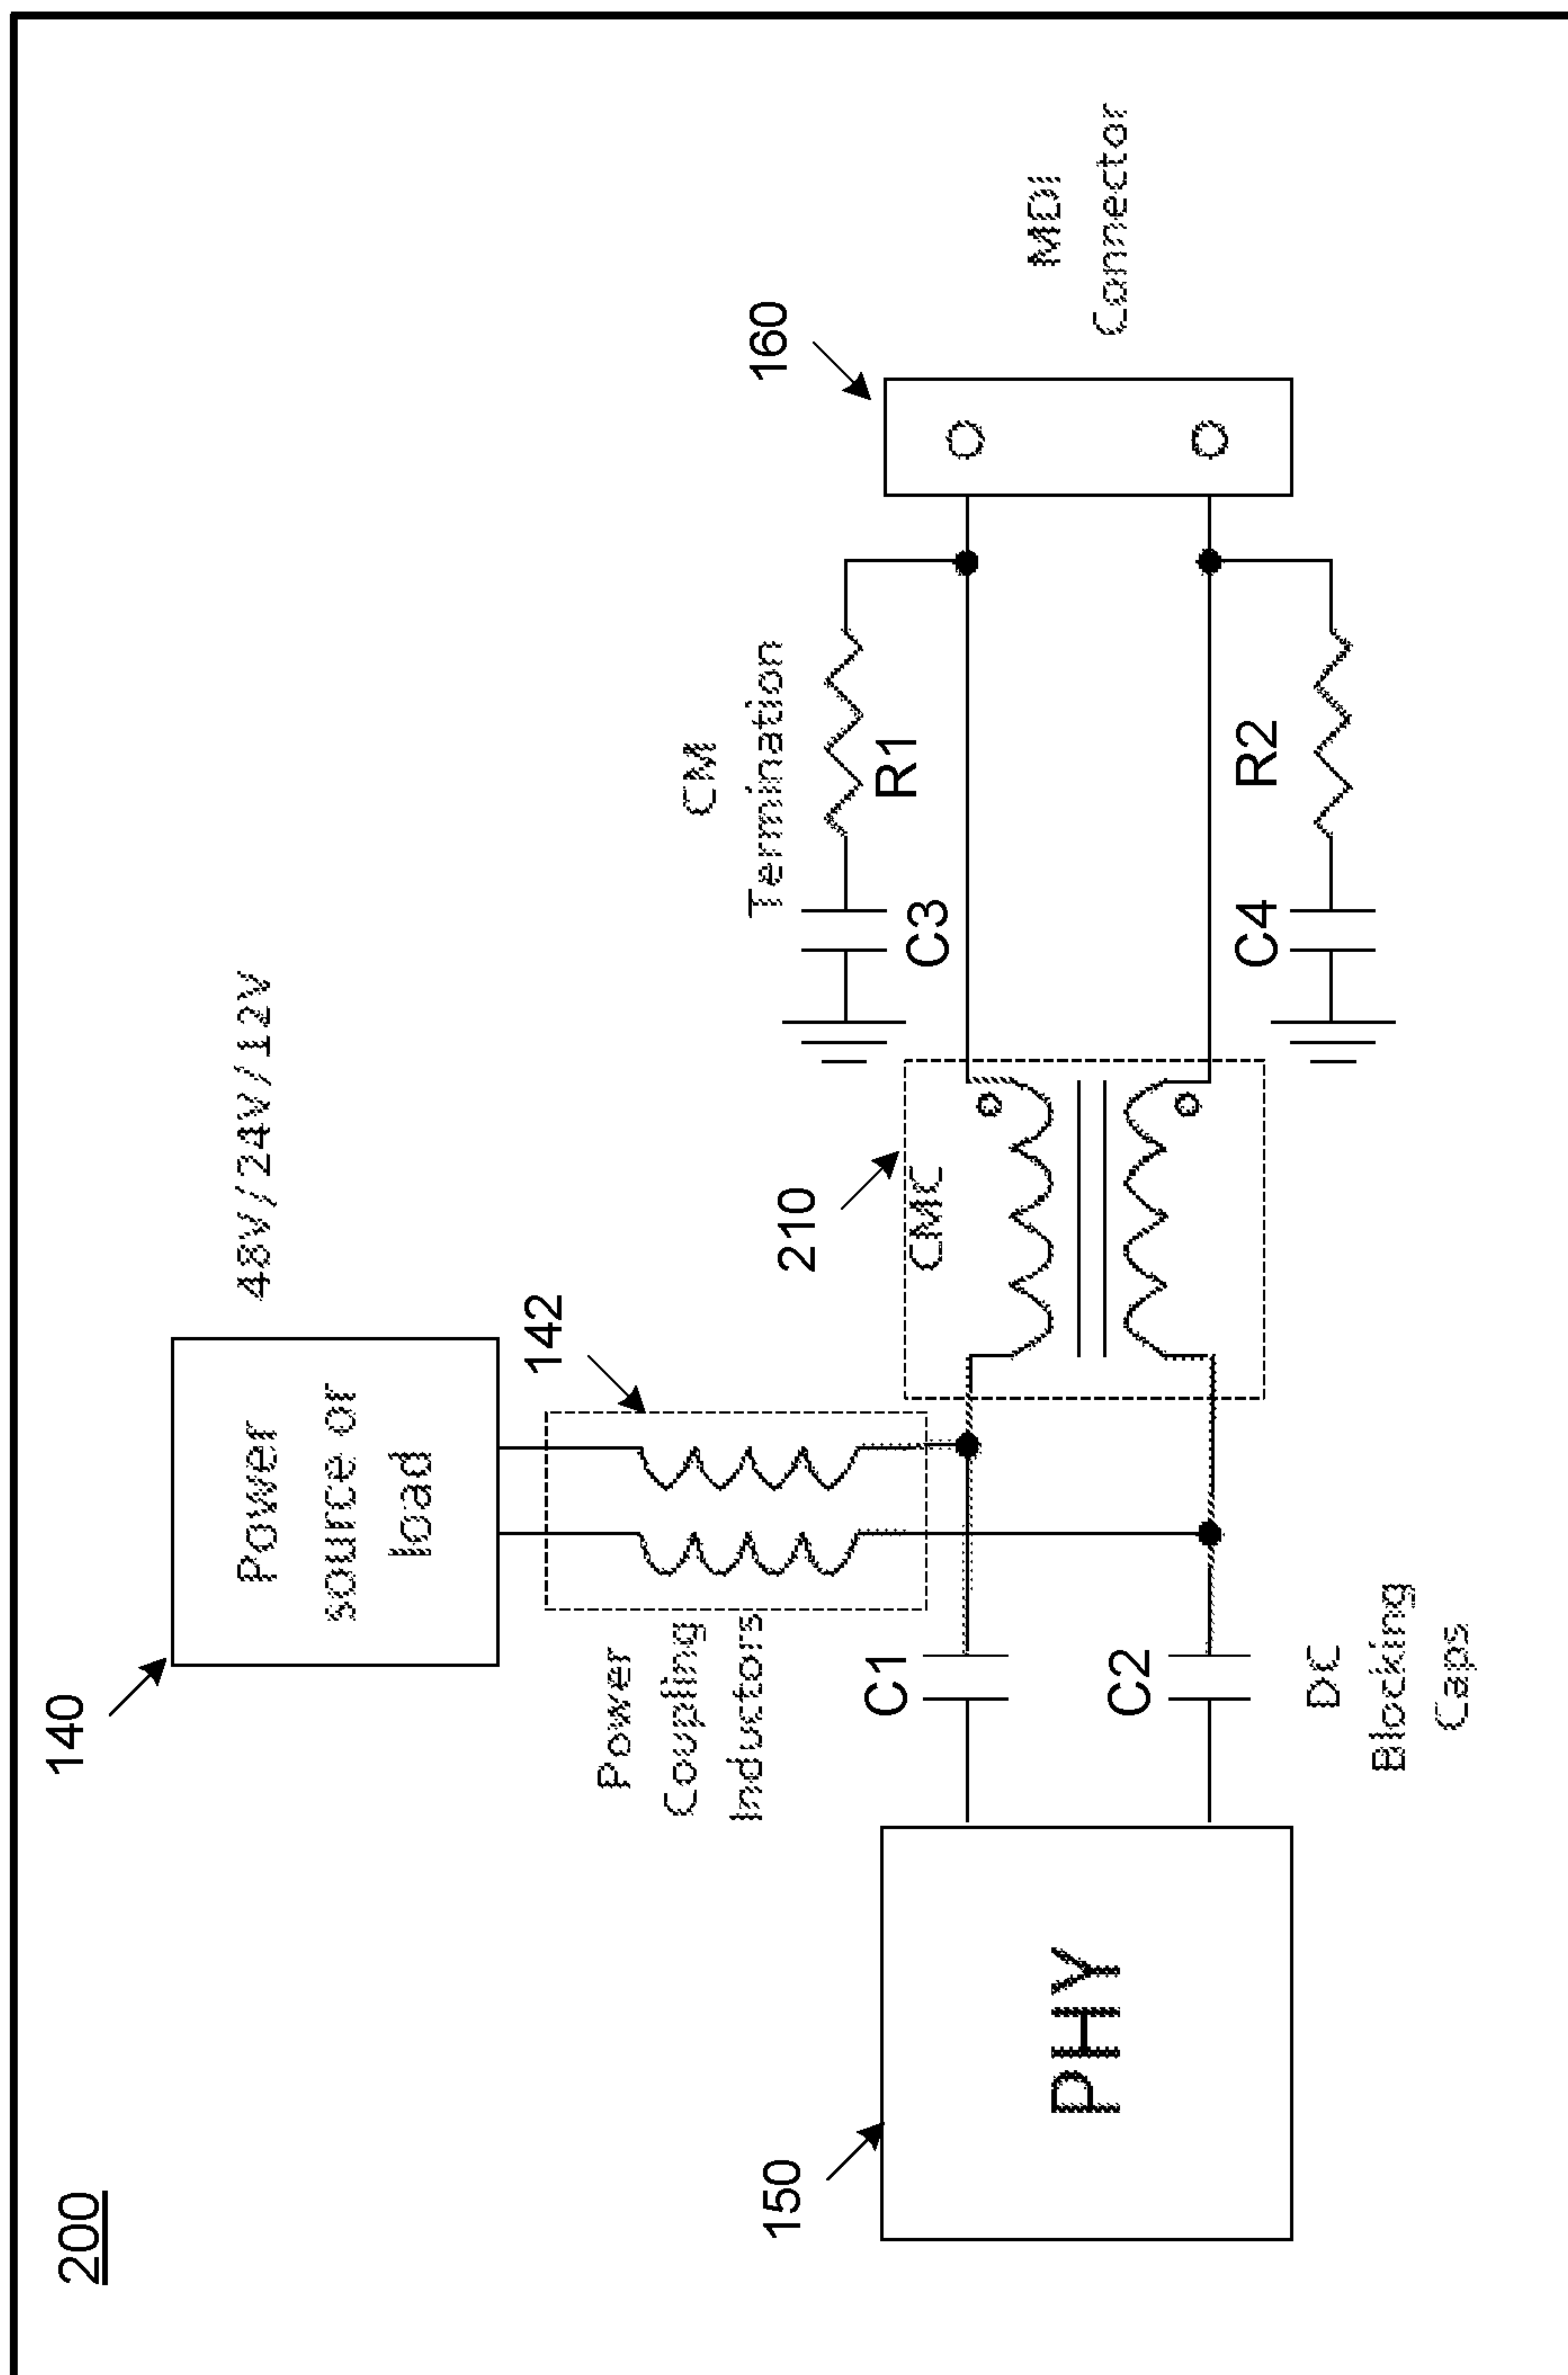 200
140
Power
source or
load
48V/24V/12V
142
Power
Coupling
Inductors
210
CMC
CM
Termination
R1
C3
160
MDI
Connector
150
PHY
C1
C2
DC
Blocking
Caps
R2
C4